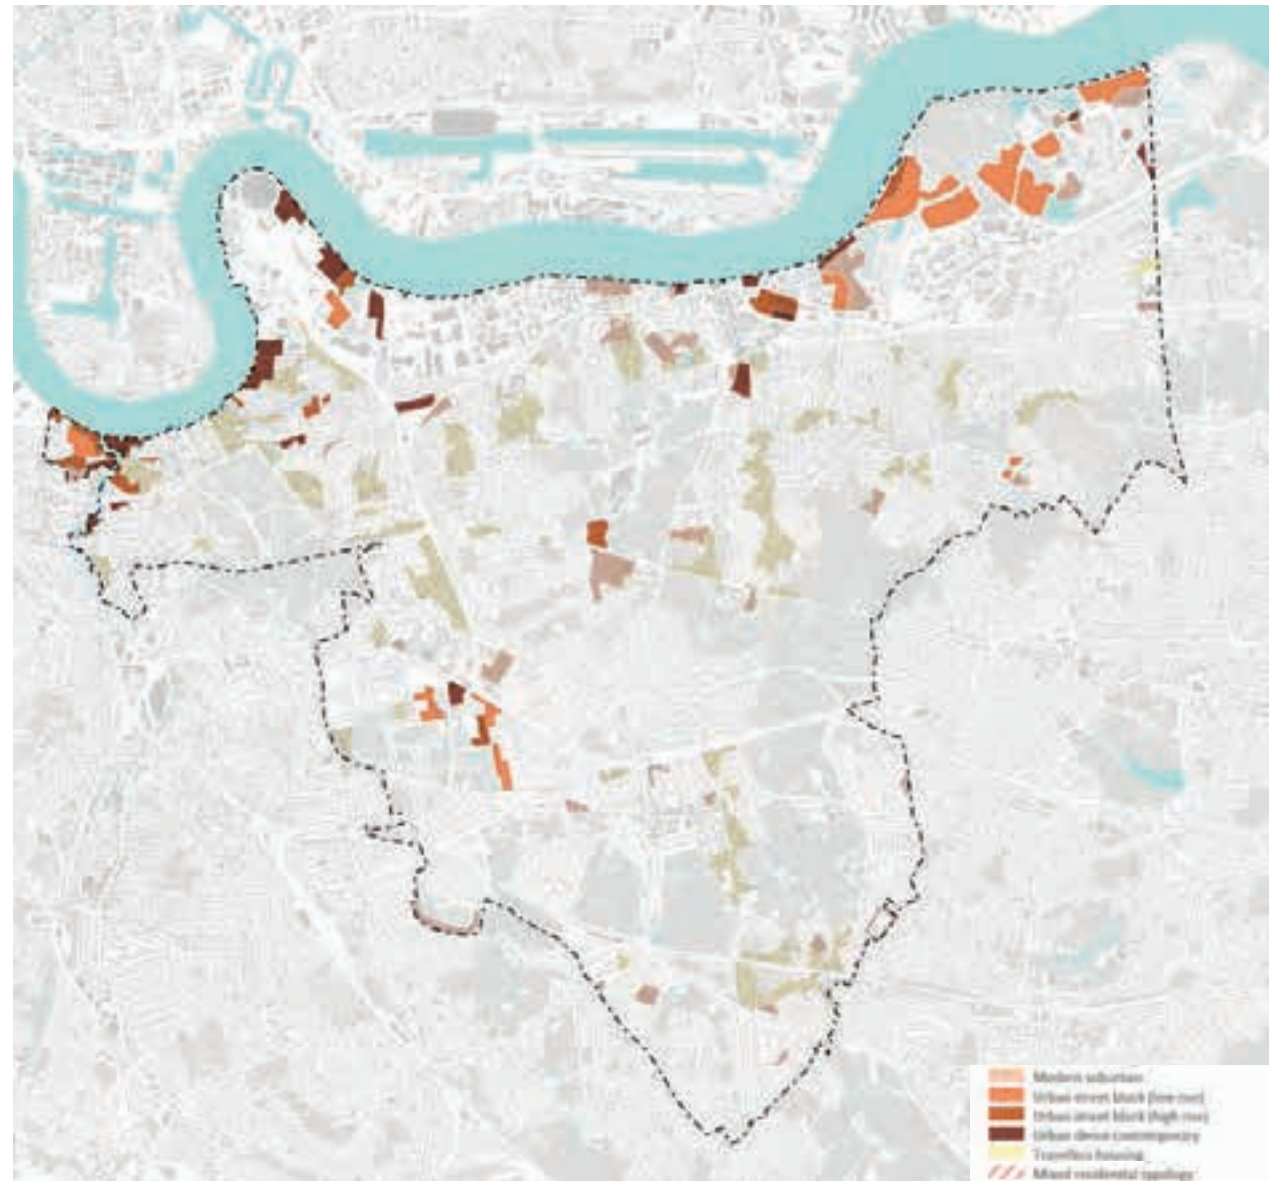 Modern suburban
Urban street block (low rise)
Urban street block (high rise)
Urban dense contemporary
Travellers housing
Mixed residential typology